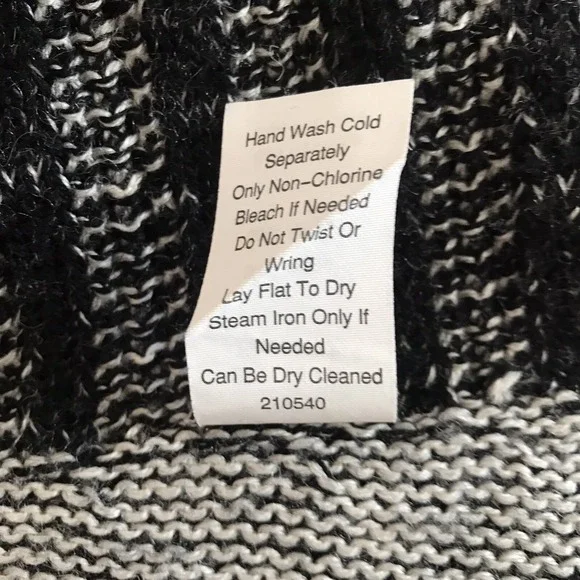 Hand Wash Cold
Separately
Only Non-Chlorine
Bleach If Needed
Do Not Twist Or
Wring
Lay Flat To Dry
Steam Iron Only If
Needed
Can Be Dry Cleaned
210540